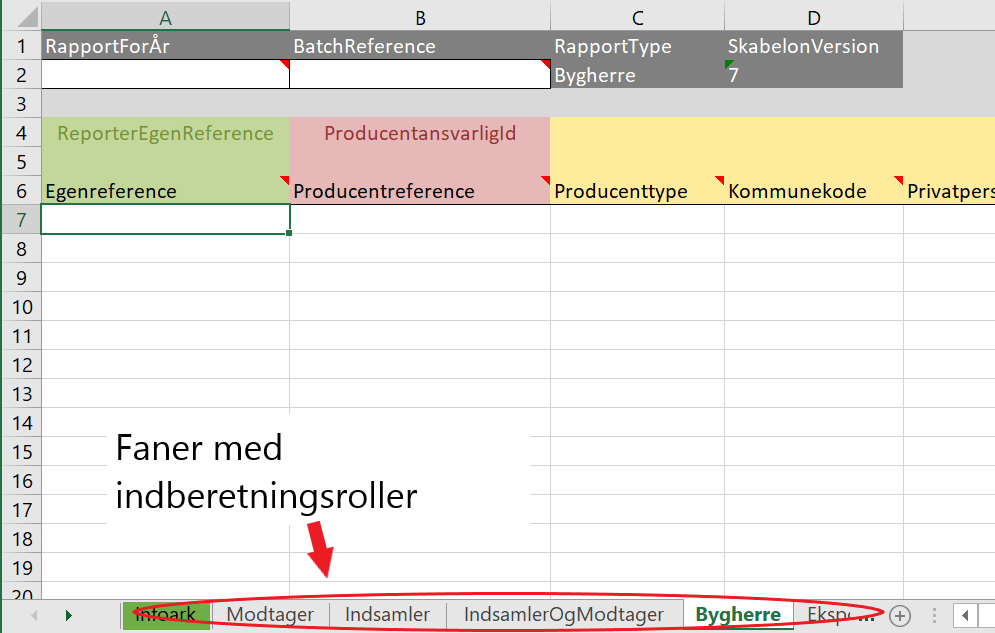 A B C D
1 RapportForÅr BatchReference RapportType SkabelonVersion
2 Bygherre 7
3
4 ReporterEgenReference ProducentansvarligId
5
6 Egenreference Producentreference Producenttype Kommunekode Privatpers
7
8
9
10
11
12
13
14
Faner med
15
16
indberetningsroller
17
18
19
20
Infoark Modtager Indsamler IndsamlerOgModtager Bygherre Eksp ...